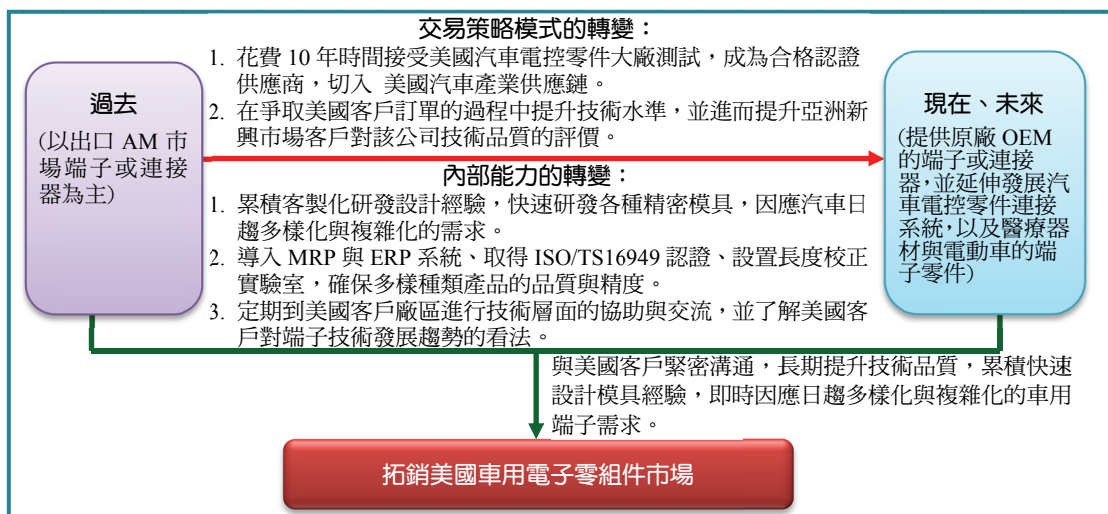 交易策略模式的轉變：
1. 花費 10 年時間接受美國汽車電控零件大廠測試，成為合格認證
供應商，切入 美國汽車產業供應鏈。
2. 在爭取美國客戶訂單的過程中提升技術水準，並進而提升亞洲新
興市場客戶對該公司技術品質的評價。
過去
(以出口 AM 市
場端子或連接
器為主)
內部能力的轉變：
1. 累積客製化研發設計經驗，快速研發各種精密模具，因應汽車日
趨多樣化與複雜化的需求。
2. 導入 MRP 與 ERP 系統、取得 ISO/TS16949 認證、設置長度校正
實驗室，確保多樣種類產品的品質與精度。
3. 定期到美國客戶廠區進行技術層面的協助與交流，並了解美國客
戶對端子技術發展趨勢的看法。
現在、未來
(提供原廠 OEM
的端子或連接
器，並延伸發展汽
車電控零件連接
系統，以及醫療器
材與電動車的端
子零件)
與美國客戶緊密溝通，長期提升技術品質，累積快速
設計模具經驗，即時因應日趨多樣化與複雜化的車用
端子需求。
拓銷美國車用電子零組件市場